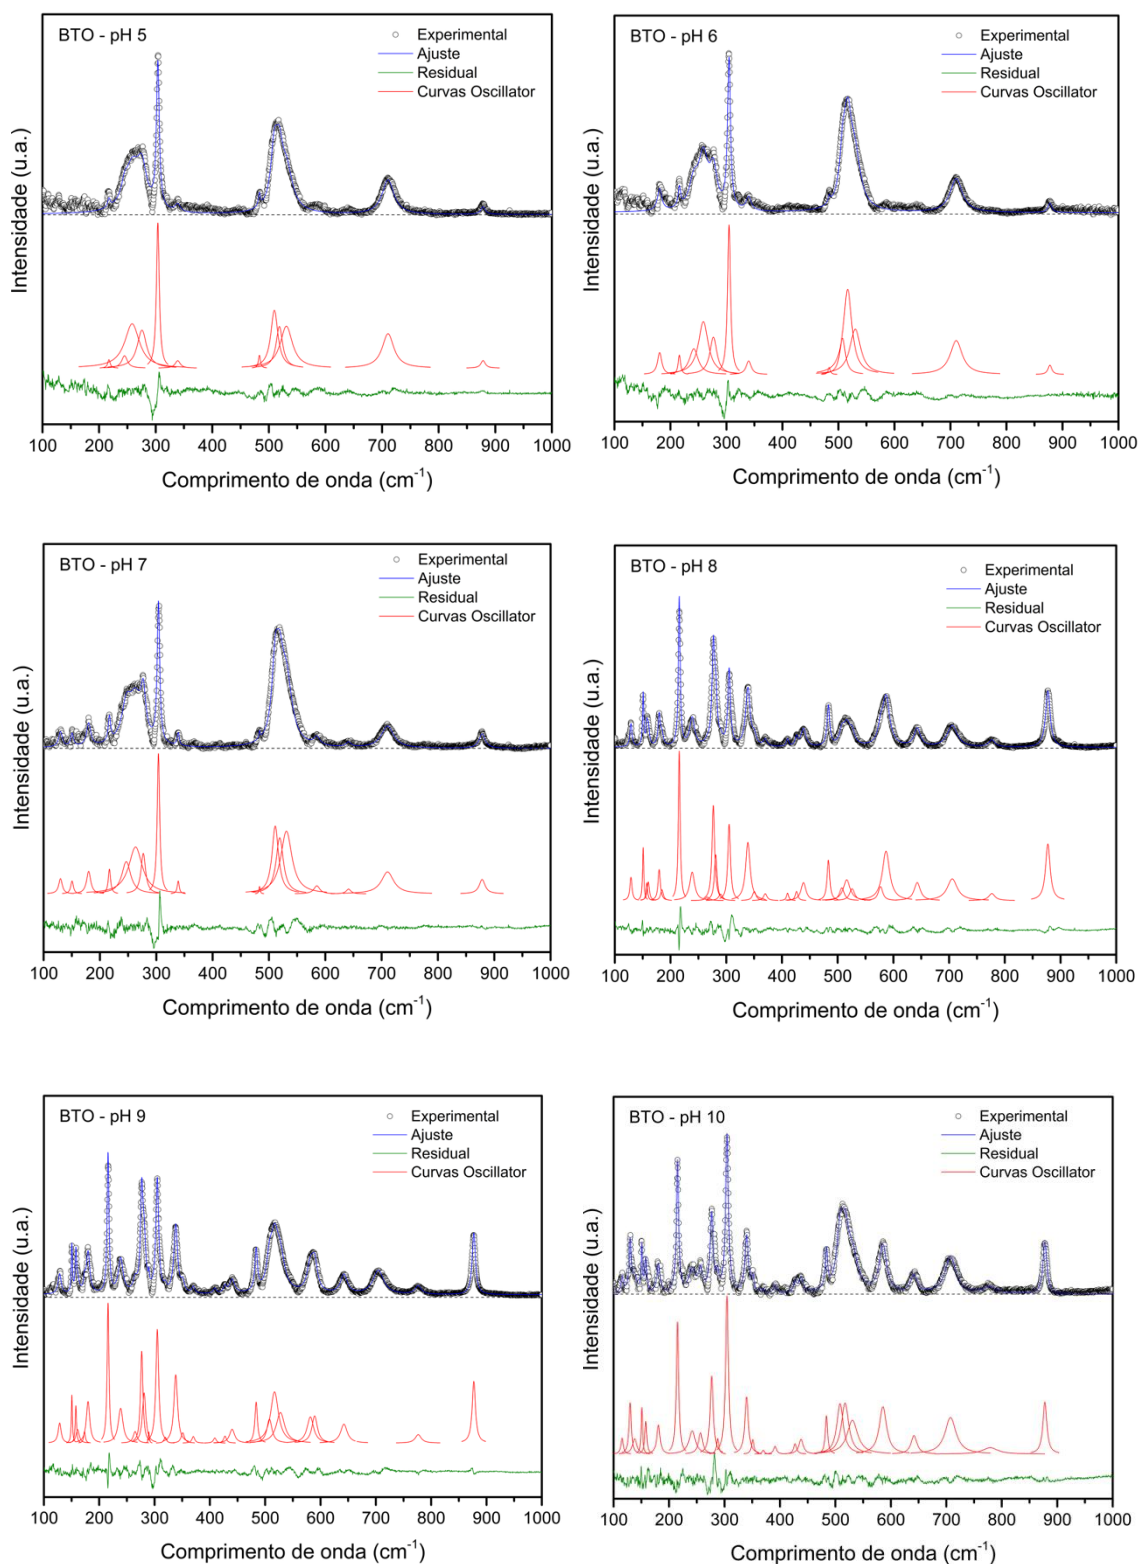 BTO - pH 5
Experimental
Ajuste
Residual
Curvas Oscillator
Intensidade (u.a.)
100 200 300 400 500 600 700 800 900 1000
Comprimento de onda (cm-1)
BTO - pH 6
Experimental
Ajuste
Residual
Curvas Oscillator
Intensidade (u.a.)
100 200 300 400 500 600 700 800 900 1000
Comprimento de onda (cm-1)
BTO - pH 7
Experimental
Ajuste
Residual
Curvas Oscillator
Intensidade (u.a.)
100 200 300 400 500 600 700 800 900 1000
Comprimento de onda (cm-1)
BTO - pH 8
Experimental
Ajuste
Residual
Curvas Oscillator
Intensidade (u.a.)
100 200 300 400 500 600 700 800 900 1000
Comprimento de onda (cm-1)
BTO - pH 9
Experimental
Ajuste
Residual
Curvas Oscillator
Intensidade (u.a.)
100 200 300 400 500 600 700 800 900 1000
Comprimento de onda (cm-1)
BTO - pH 10
Experimental
Ajuste
Residual
Curvas Oscillator
Intensidade (u.a.)
100 200 300 400 500 600 700 800 900 1000
Comprimento de onda (cm-1)